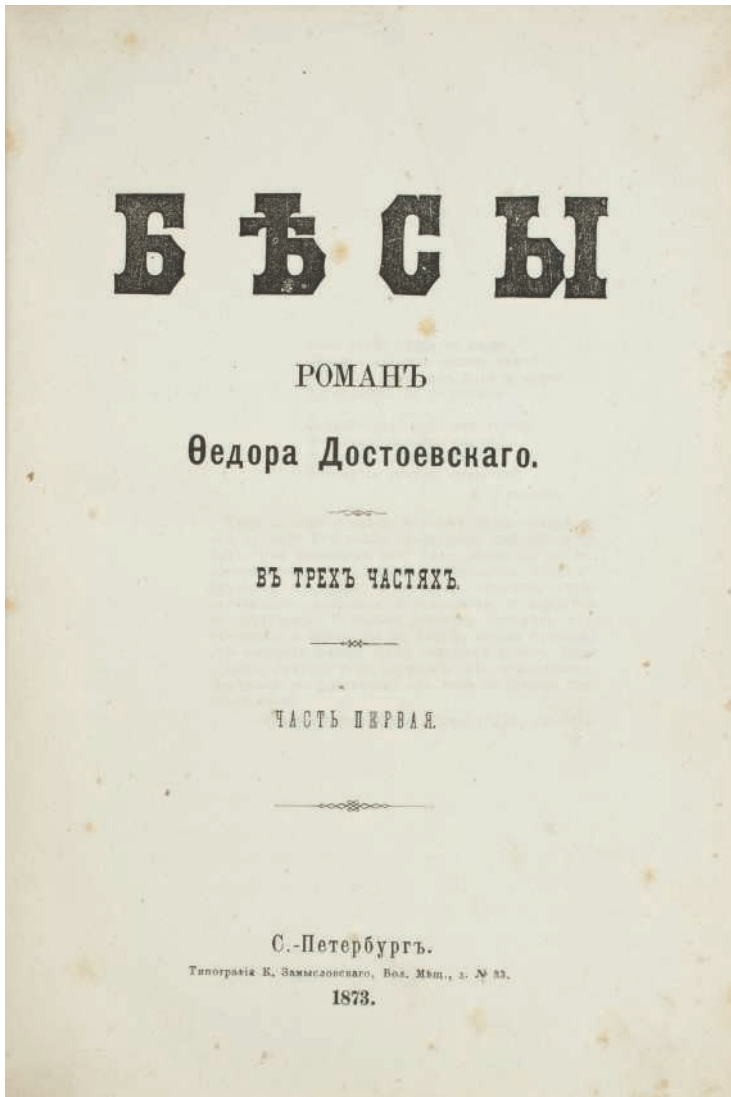 БѢСЫ
РОМАНЪ
Ѳедора Достоевскаго.
ВЪ ТРЕХЪ ЧАСТЯХЪ.
ЧАСТЬ ПЕРВАЯ.
С.-Петербургъ.
Типографія К. Замысловскаго, Бол. Мѣщ., д. № 33.
1873.